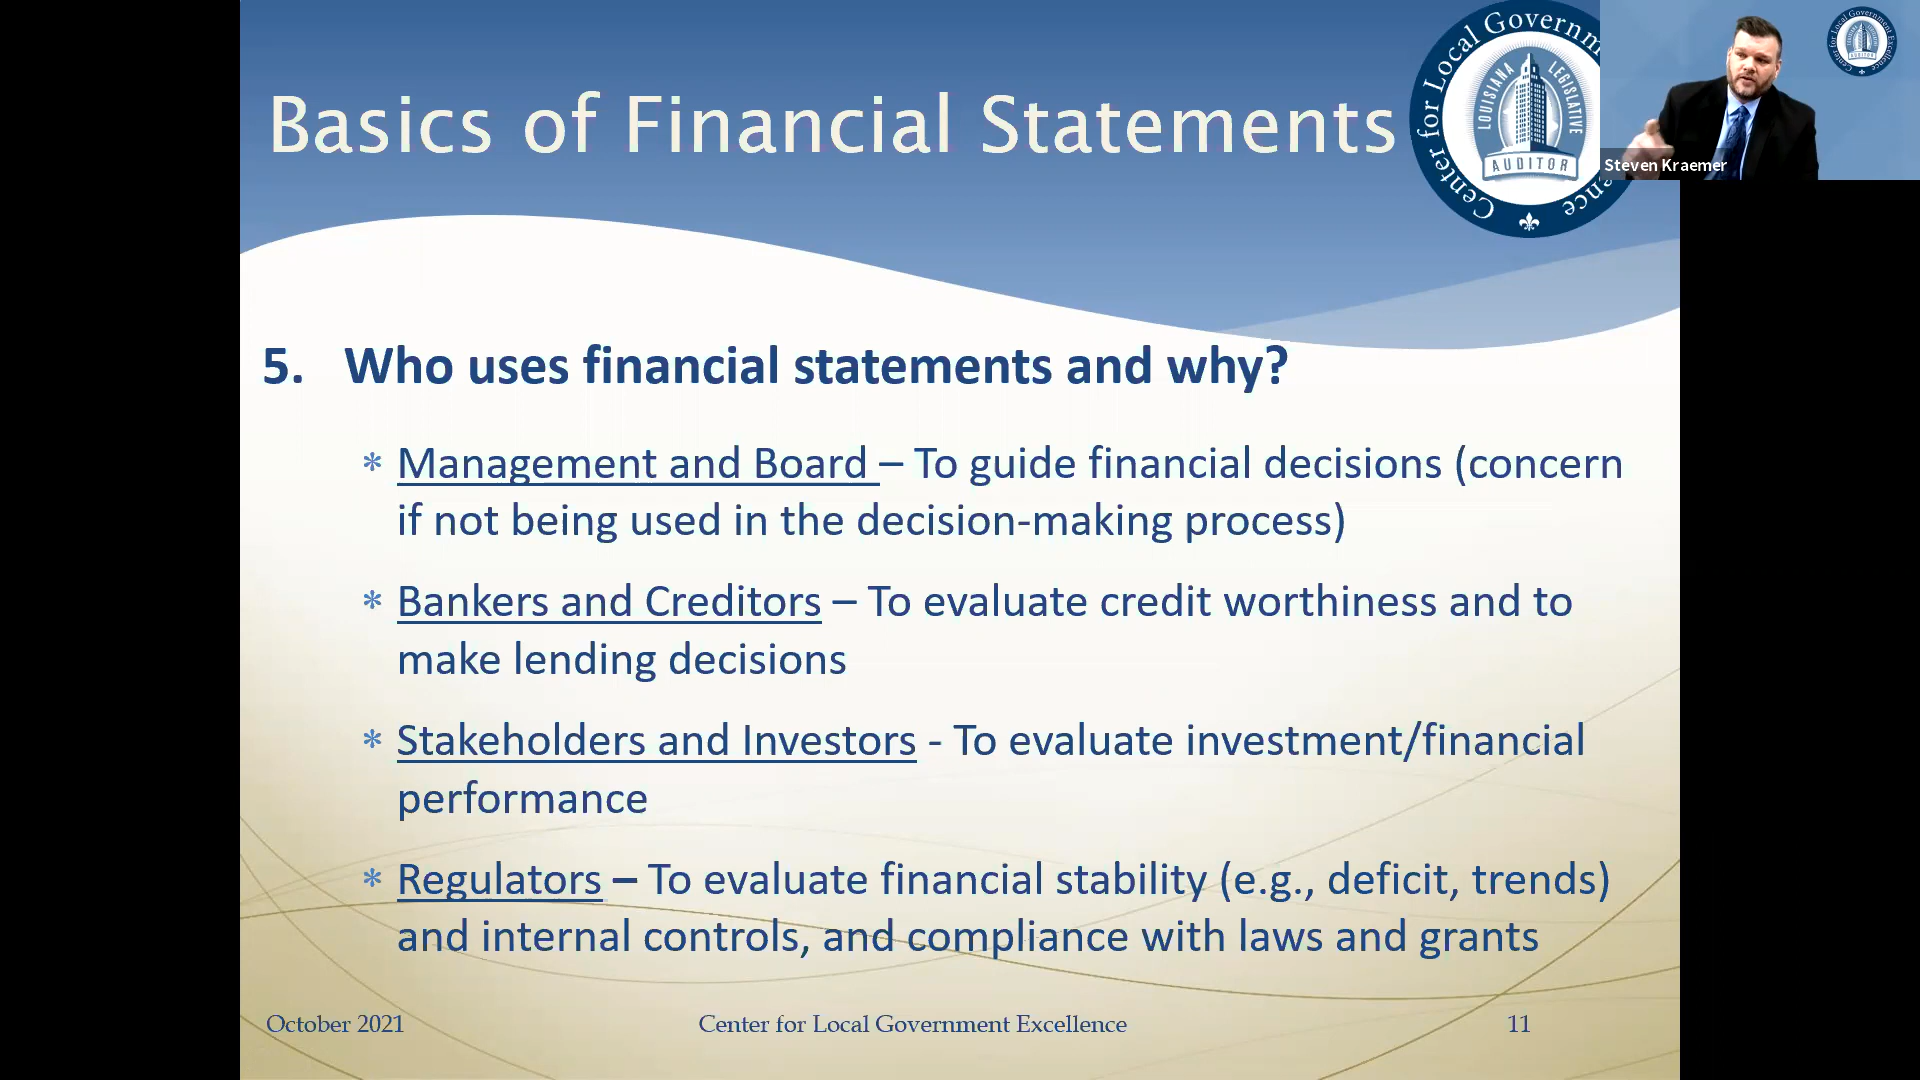 Basics of Financial Statements
Center for Local Governm
ence
LOUISIANA LEGISLATIVE
AUDITOR
Steven Kraemer
5. Who uses financial statements and why?
* Management and Board – To guide financial decisions (concern
if not being used in the decision-making process)
* Bankers and Creditors – To evaluate credit worthiness and to
make lending decisions
* Stakeholders and Investors - To evaluate investment/financial
performance
* Regulators – To evaluate financial stability (e.g., deficit, trends)
and internal controls, and compliance with laws and grants
October 2021
Center for Local Government Excellence
11